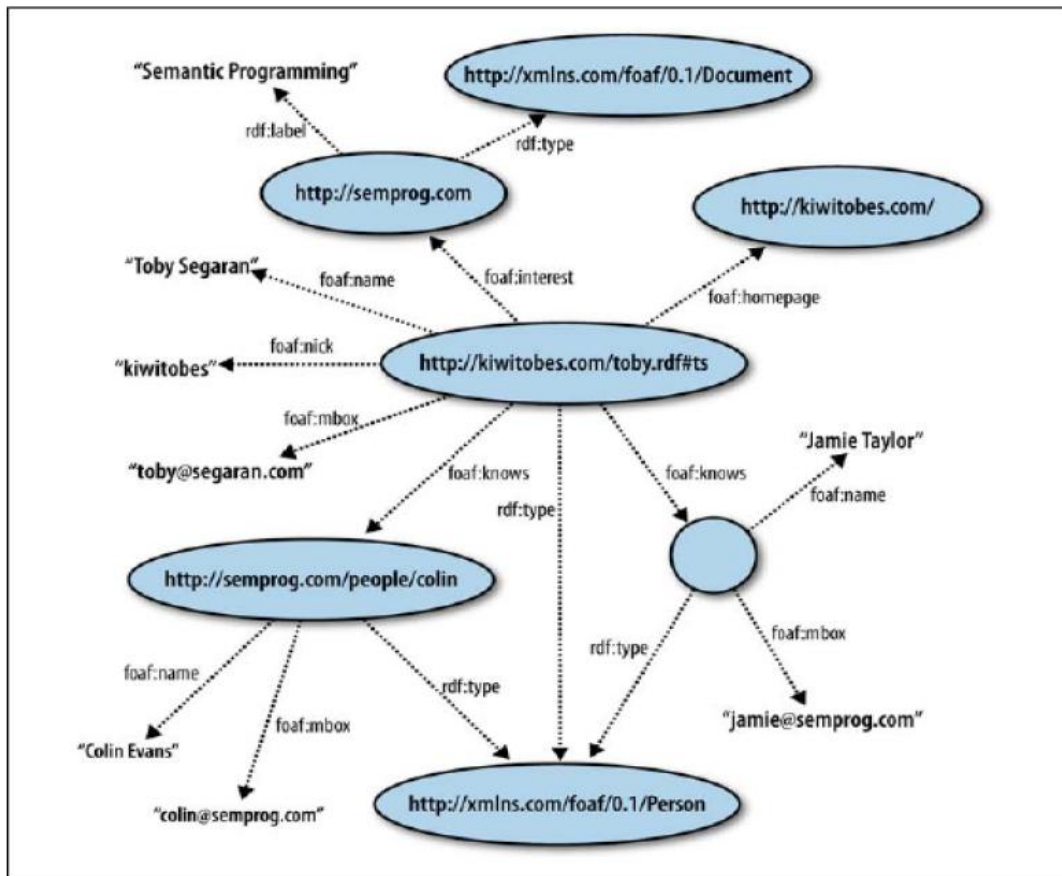 “Semantic Programming”
http://xmlns.com/foaf/0.1/Document
rdf:label
rdf:type
http://semprog.com
http://kiwitobes.com/
“Toby Segaran”
foaf:name
foaf:interest
foaf:homepage
foaf:nick
“kiwitobes”
http://kiwitobes.com/toby.rdf#ts
foaf:mbox
“Jamie Taylor”
“toby@segaran.com”
foaf:knows
foaf:knows
foaf:name
rdf:type
http://semprog.com/people/colin
foaf:mbox
rdf:type
foaf:name
rdf:type
“jamie@semprog.com”
foaf:mbox
“Colin Evans”
http://xmlns.com/foaf/0.1/Person
“colin@semprog.com”